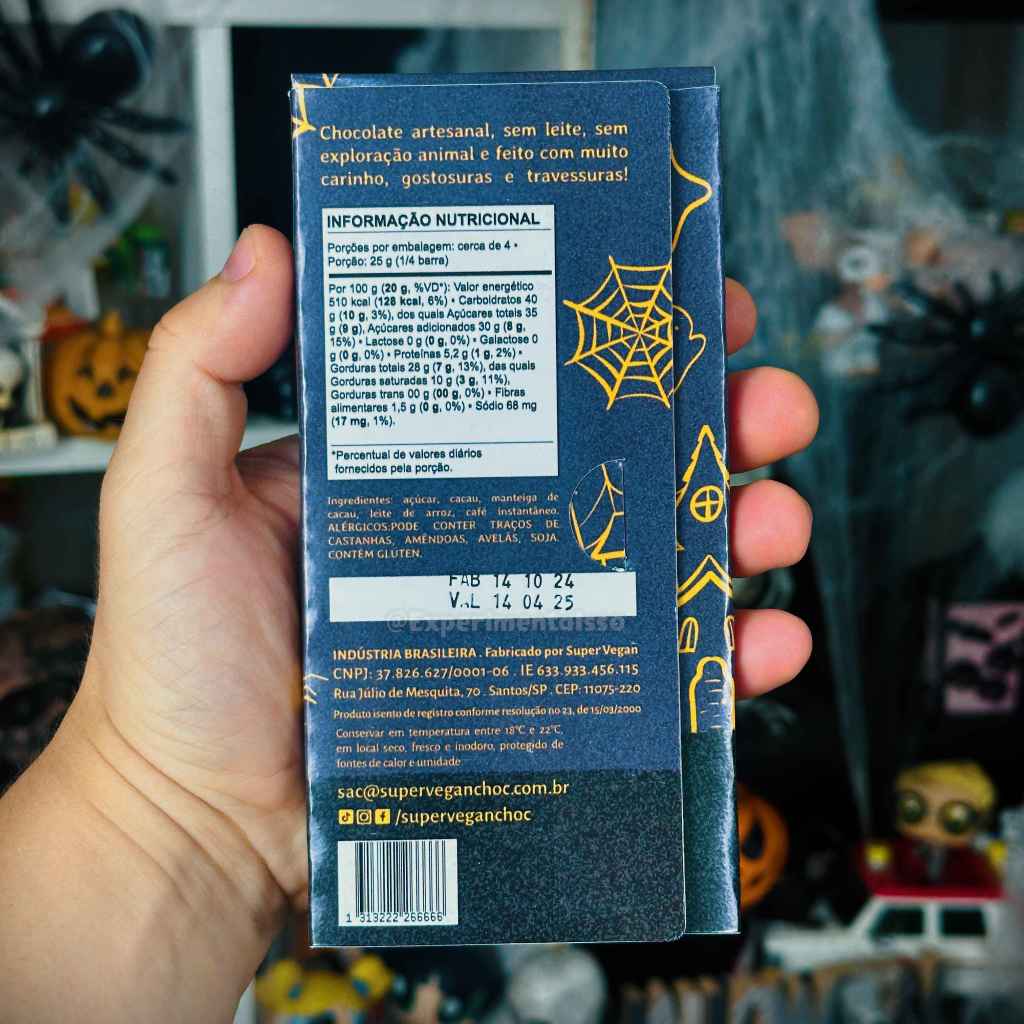 Chocolate artesanal, sem leite, sem
exploração animal e feito com muito
carinho, gostosuras e travessuras!
INFORMAÇÃO NUTRICIONAL
Porções por embalagem: cerca de 4 •
Porção: 25 g (1/4 barra)
Por 100 g (20 g, %VD*): Valor energético
510 kcal (128 kcal, 6%) • Carboldratos 40
g (10 g, 3%), dos quais Açúcares totais 35
g (9 g), Açúcares adicionados 30 g (8 g,
15%) • Lactose 0 g (0 g, 0%) • Galactose 0
g (0 g, 0%) • Proteínas 5,2 g (1 g, 2%) •
Gorduras totais 28 g (7 g, 13%), das quais
Gorduras saturadas 10 g (3 g, 11%),
Gorduras trans 00 g (00 g, 0%) • Fibras
alimentares 1,5 g (0 g, 0%) • Sódio 68 mg
(17 mg, 1%).
*Percentual de valores diários
fornecidos pela porção.
Ingredientes: açúcar, cacau, manteiga de
cacau, leite de arroz, café instantâneo.
ALÉRGICOS:PODE CONTER TRAÇOS DE
CASTANHAS, AMÊNDOAS, AVELÃS, SOJA.
CONTÉM GLUTEN.
FAB 14 10 24
VAL 14 04 25
@Experimentaisso
INDÚSTRIA BRASILEIRA . Fabricado por Super Vegan
CNPJ: 37.826.627/0001-06 . IE 633.933.456.115
Rua Júlio de Mesquita, 70 . Santos/SP . CEP: 11075-220
Produto isento de registro conforme resolução no 23, de 15/03/2000
Conservar em temperatura entre 18°C e 22°C,
em local seco, fresco e inodoro, protegido de
fontes de calor e umidade
sac@superveganchoc.com.br
/superveganchoc
1 313222 266666